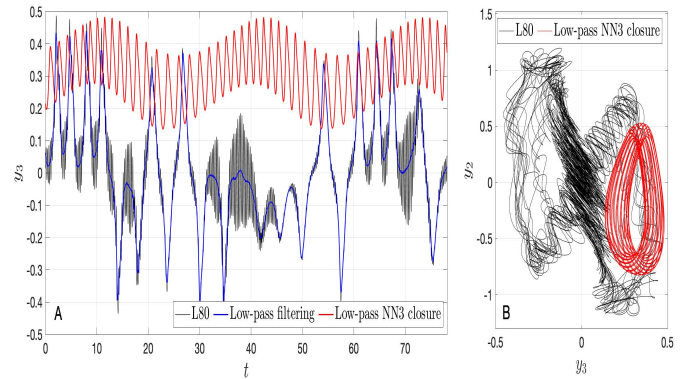 0.5
0.4
0.3
0.2
0.1
0
-0.1
-0.2
-0.3
-0.4
-0.5
y3
A
L80 Low-pass filtering Low-pass NN3 closure
0 10 20 30 40 50 60 70
t
1.5
1
0.5
0
-0.5
-1
y2
L80 Low-pass NN3 closure
B
-0.5 0 0.5
y3